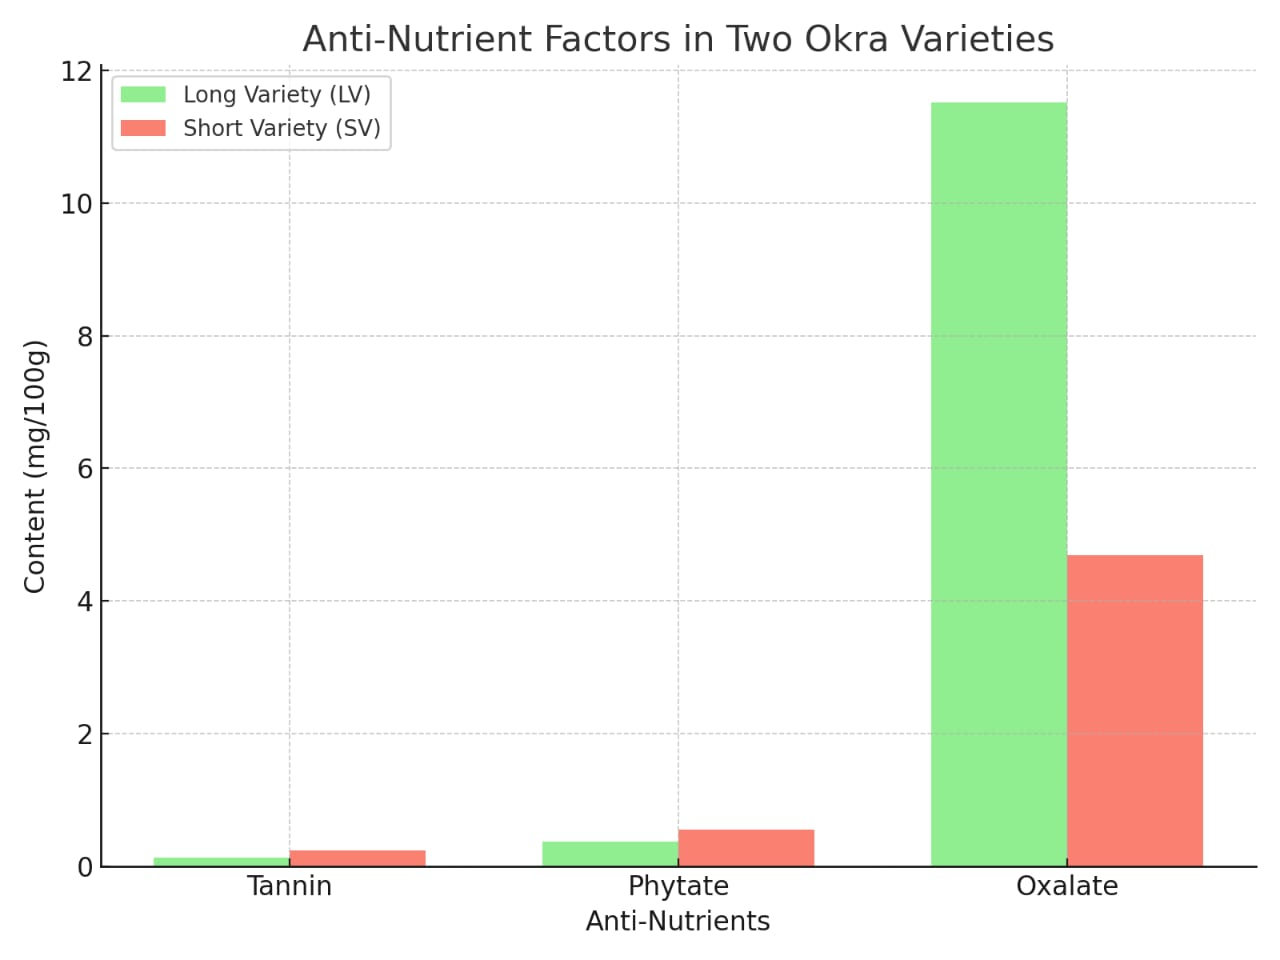 Anti-Nutrient Factors in Two Okra Varieties
Long Variety (LV)
Short Variety (SV)
Content (mg/100g)
12
10
8
6
4
2
0
Tannin
Phytate
Oxalate
Anti-Nutrients